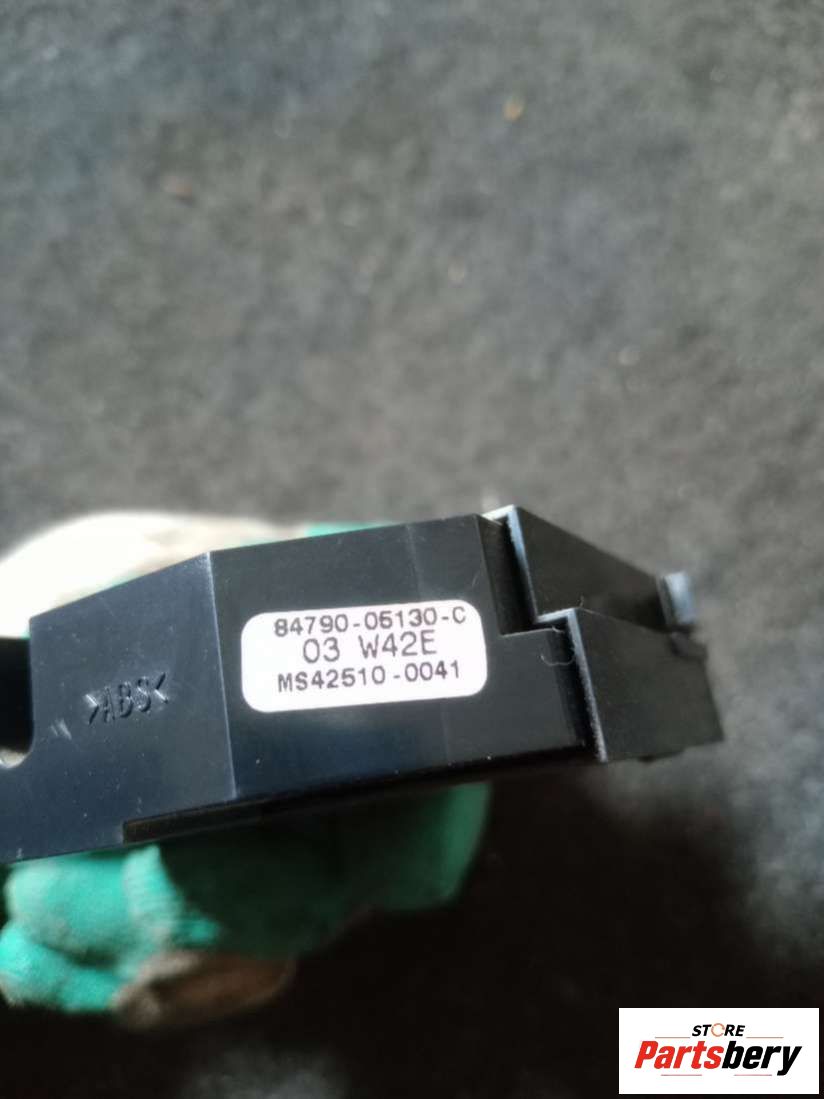 84790-05130-C
03 W42E
MS42510-0041
>ABS<
STORE
Partsbery